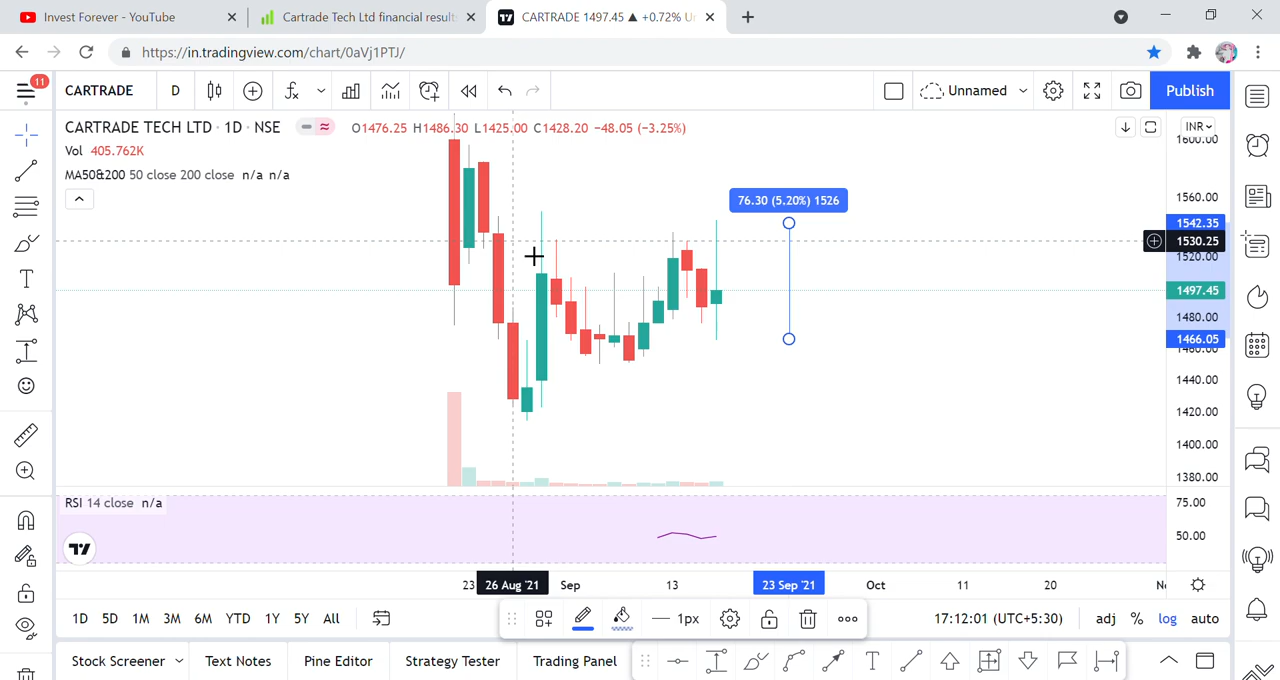 Invest Forever - YouTube
Cartrade Tech Ltd financial result
CARTRADE 1497.45 ▲ +0.72% Un
https://in.tradingview.com/chart/0aVj1PTJ/
11
CARTRADE
D
Unnamed
Publish
CARTRADE TECH LTD · 1D · NSE
O1476.25 H1486.30 L1425.00 C1428.20 −48.05 (−3.25%)
INR
Vol 405.762K
MA50&200 50 close 200 close n/a n/a
76.30 (5.20%) 1526
1600.00
1560.00
1542.35
1530.25
1520.00
1497.45
1480.00
1466.05
1460.00
1440.00
1420.00
1400.00
1380.00
RSI 14 close n/a
75.00
50.00
23
26 Aug '21
Sep
13
23 Sep '21
Oct
11
20
1D 5D 1M 3M 6M YTD 1Y 5Y All
1px
17:12:01 (UTC+5:30)
adj % log auto
Stock Screener
Text Notes
Pine Editor
Strategy Tester
Trading Panel